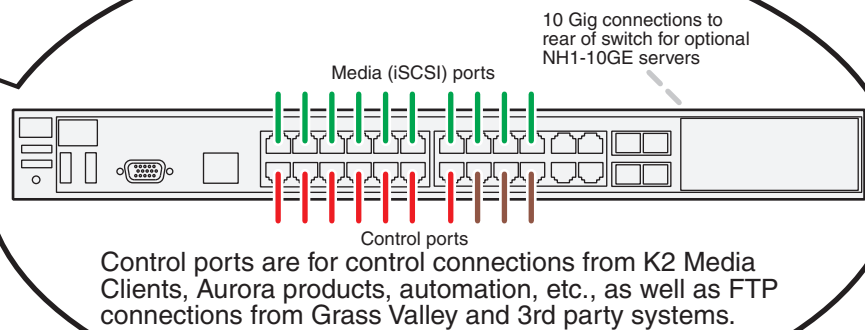 10 Gig connections to
rear of switch for optional
NH1-10GE servers
Media (iSCSI) ports
Control ports
Control ports are for control connections from K2 Media
Clients, Aurora products, automation, etc., as well as FTP
connections from Grass Valley and 3rd party systems.